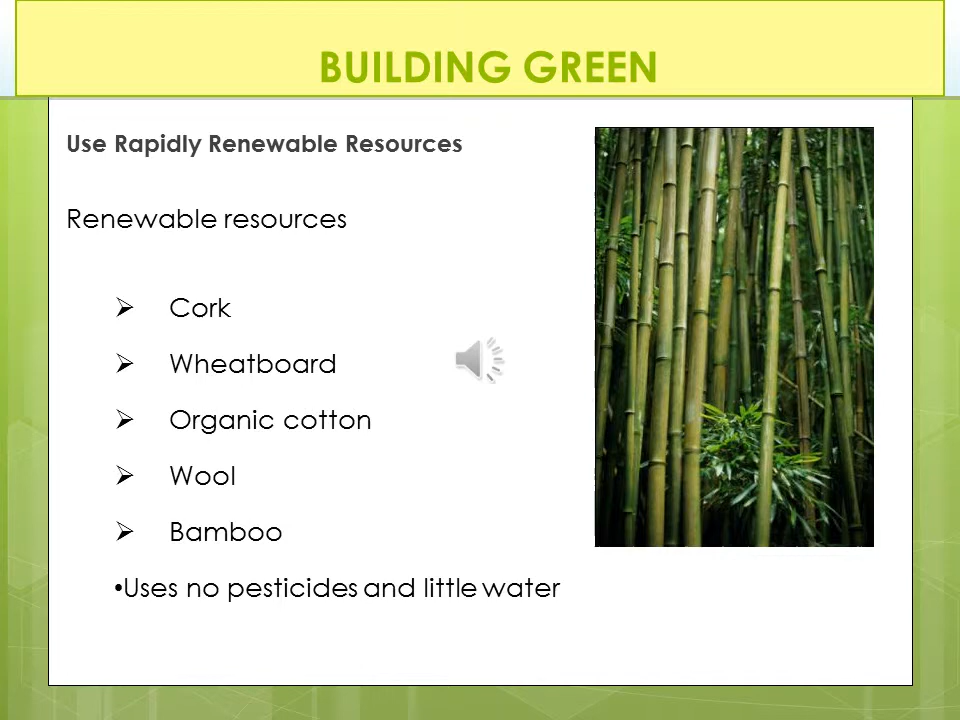 BUILDING GREEN
Use Rapidly Renewable Resources
Renewable resources
➢ Cork
➢ Wheatboard
➢ Organic cotton
➢ Wool
➢ Bamboo
•Uses no pesticides and little water